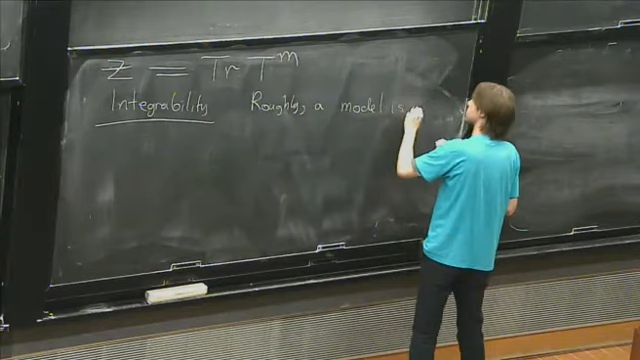 Z = Tr T^m
Integrability Roughly, a model is